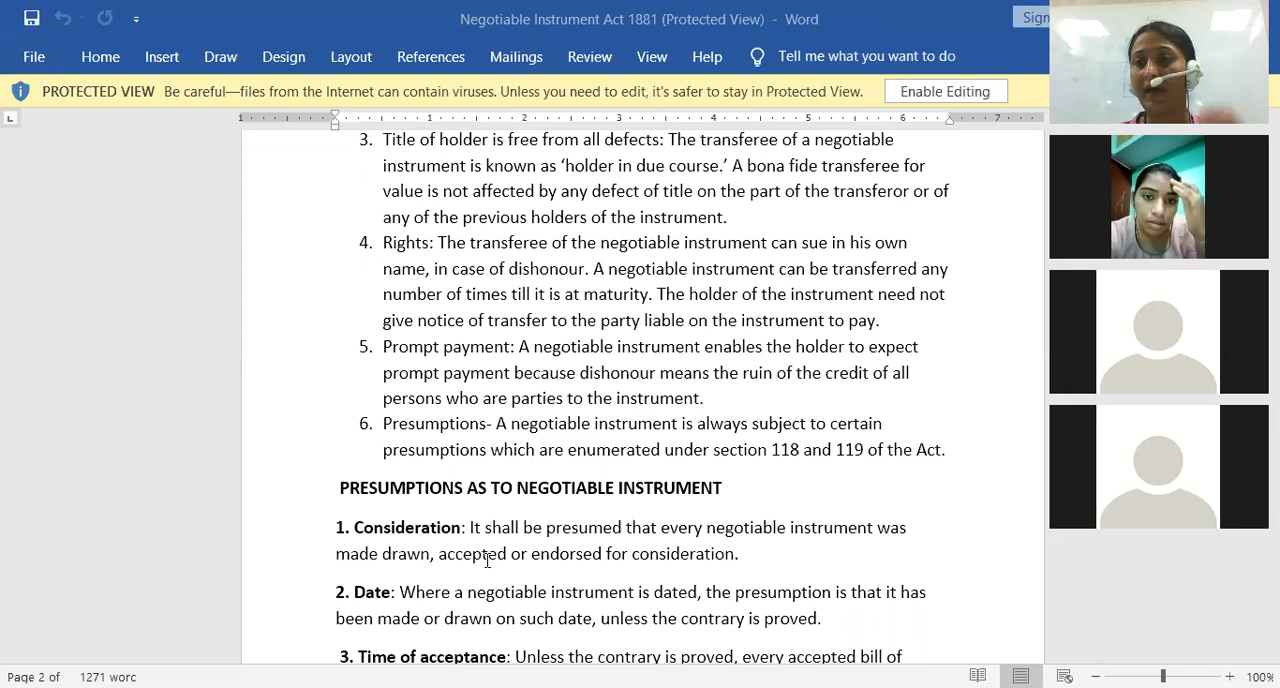 Negotiable Instrument Act 1881 (Protected View) - Word
Sign
File Home Insert Draw Design Layout References Mailings Review View Help Tell me what you want to do
PROTECTED VIEW Be careful—files from the Internet can contain viruses. Unless you need to edit, it's safer to stay in Protected View. Enable Editing
1 1 2 3 4 5 6 7
3. Title of holder is free from all defects: The transferee of a negotiable
instrument is known as ‘holder in due course.’ A bona fide transferee for
value is not affected by any defect of title on the part of the transferor or of
any of the previous holders of the instrument.
4. Rights: The transferee of the negotiable instrument can sue in his own
name, in case of dishonour. A negotiable instrument can be transferred any
number of times till it is at maturity. The holder of the instrument need not
give notice of transfer to the party liable on the instrument to pay.
5. Prompt payment: A negotiable instrument enables the holder to expect
prompt payment because dishonour means the ruin of the credit of all
persons who are parties to the instrument.
6. Presumptions- A negotiable instrument is always subject to certain
presumptions which are enumerated under section 118 and 119 of the Act.
PRESUMPTIONS AS TO NEGOTIABLE INSTRUMENT
1. Consideration: It shall be presumed that every negotiable instrument was
made drawn, accepted or endorsed for consideration.
2. Date: Where a negotiable instrument is dated, the presumption is that it has
been made or drawn on such date, unless the contrary is proved.
3. Time of acceptance: Unless the contrary is proved, every accepted bill of
Page 2 of 1271 worc 100%